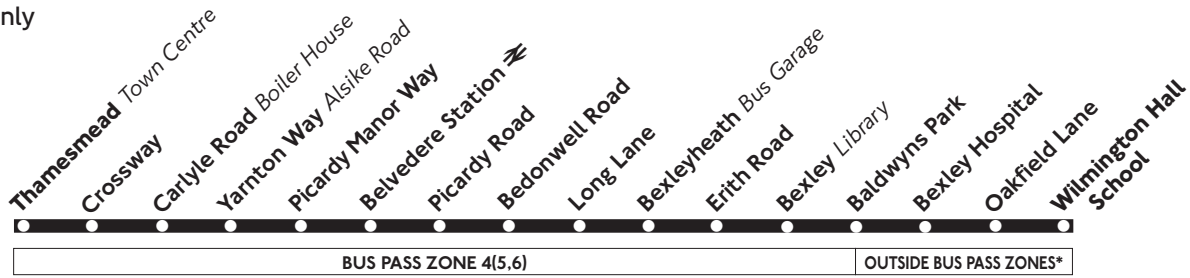 nly
Thamesmead Town Centre
Crossway
Carlyle Road Boiler House
Yarnton Way Alsike Road
Picardy Manor Way
Belvedere Station
Picardy Road
Bedonwell Road
Long Lane
Bexleyheath Bus Garage
Erith Road
Bexley Library
Baldwyns Park
Bexley Hospital
Oakfield Lane
Wilmington Hall
School
BUS PASS ZONE 4(5,6)
OUTSIDE BUS PASS ZONES*